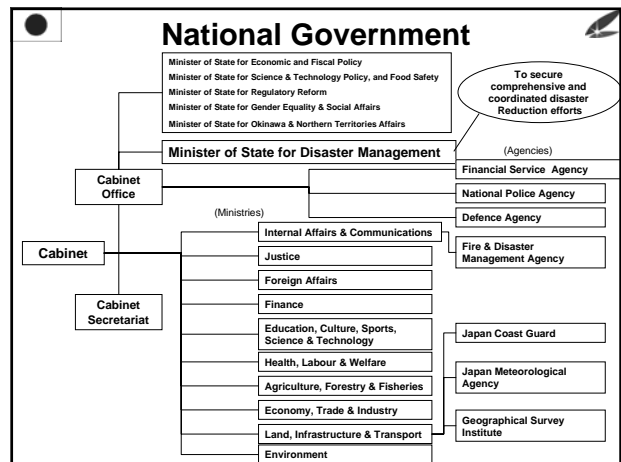 National Government
Minister of State for Economic and Fiscal Policy
Minister of State for Science & Technology Policy, and Food Safety
Minister of State for Regulatory Reform
Minister of State for Gender Equality & Social Affairs
Minister of State for Okinawa & Northern Territories Affairs
To secure
comprehensive and
coordinated disaster
Reduction efforts
Minister of State for Disaster Management
(Agencies)
Financial Service Agency
Cabinet
Office
National Police Agency
(Ministries)
Defence Agency
Internal Affairs & Communications
Cabinet
Fire & Disaster
Management Agency
Justice
Foreign Affairs
Cabinet
Secretariat
Finance
Education, Culture, Sports,
Science & Technology
Japan Coast Guard
Health, Labour & Welfare
Japan Meteorological
Agency
Agriculture, Forestry & Fisheries
Economy, Trade & Industry
Geographical Survey
Institute
Land, Infrastructure & Transport
Environment